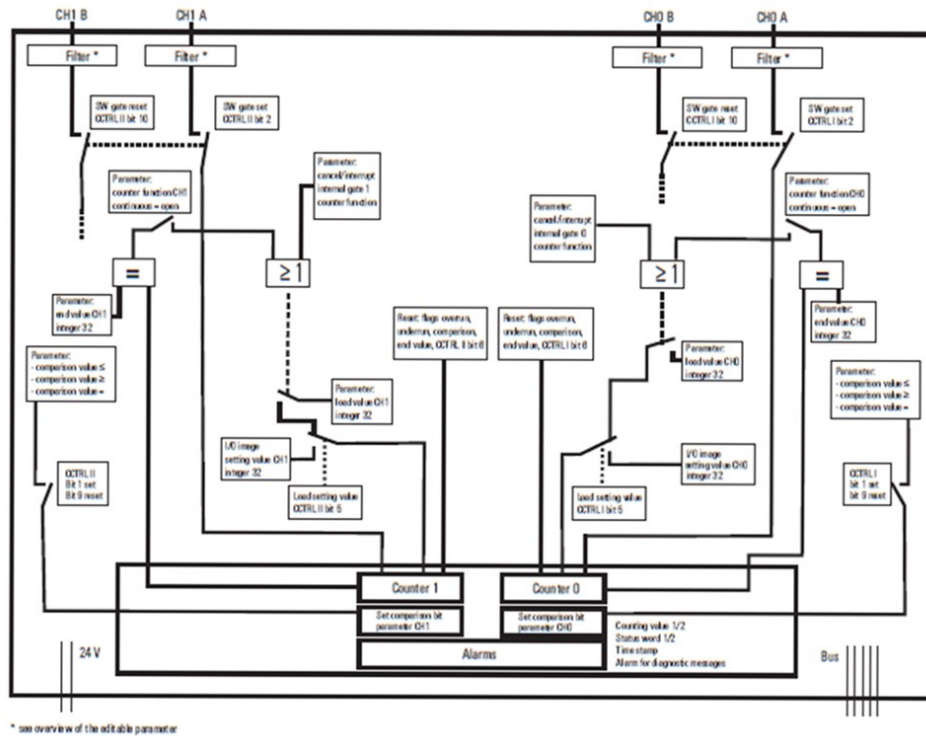 CH1 B
CH1 A
CH0 B
CH0 A
Filter *
Filter *
Filter *
Filter *
SW gate reset
CCTRL II bit 10
SW gate set
CCTRL II bit 2
SW gate reset
CCTRL I bit 10
SW gate set
CCTRL I bit 2
Parameter:
counter function CH1
continuous = open
Parameter:
cancel/interrupt
internal gate 1
counter function
Parameter:
cancel/interrupt
internal gate 0
counter function
Parameter:
counter function CH0
continuous = open
=
≥1
≥1
=
Parameter:
end value CH1
integer 32
Reset: flags overrun,
underrun, comparison,
end value, CCTRL II bit 6
Reset: flags overrun,
underrun, comparison,
end value, CCTRL I bit 6
Parameter:
end value CH0
integer 32
Parameter:
- comparison value ≤
- comparison value ≥
- comparison value =
Parameter:
load value CH1
integer 32
Parameter:
load value CH0
integer 32
Parameter:
- comparison value ≤
- comparison value ≥
- comparison value =
I/O image
setting value CH1
integer 32
I/O image
setting value CH0
integer 32
CCTRL II
Bit 1 set
Bit 9 reset
Load setting value
CCTRL II bit 5
Load setting value
CCTRL I bit 5
CCTRL I
bit 1 set
bit 9 reset
Counter 1
Counter 0
Set comparison bit
parameter CH1
Set comparison bit
parameter CH0
Alarms
Counting value 1/2
Status word 1/2
Time stamp
Alarm for diagnostic messages
24 V
Bus
* see overview of the editable parameter